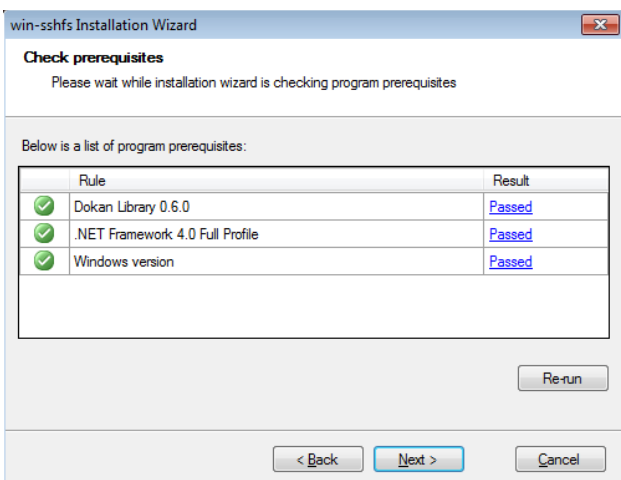 win-sshfs Installation Wizard
Check prerequisites
Please wait while installation wizard is checking program prerequisites
Below is a list of program prerequisites:
Rule Result
Dokan Library 0.6.0 Passed
.NET Framework 4.0 Full Profile Passed
Windows version Passed
Re-run
< Back Next > Cancel